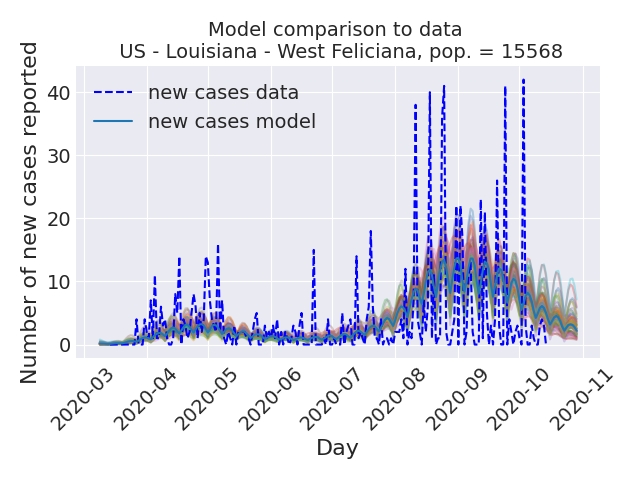 Model comparison to data
US - Louisiana - West Feliciana, pop. = 15568
Number of new cases reported
40
30
20
10
0
new cases data
new cases model
2020-03
2020-04
2020-05
2020-06
2020-07
2020-08
2020-09
2020-10
2020-11
Day